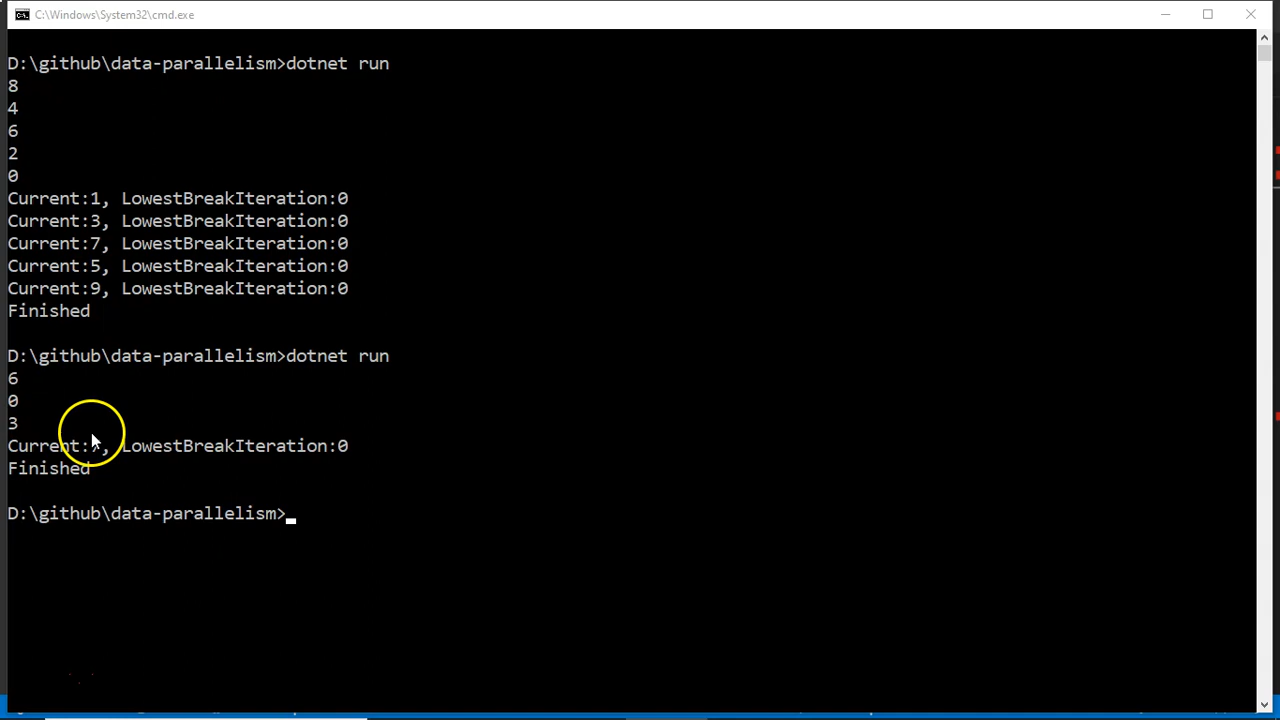 C:\Windows\System32\cmd.exe
D:\github\data-parallelism>dotnet run
8
4
6
2
0
Current:1, LowestBreakIteration:0
Current:3, LowestBreakIteration:0
Current:7, LowestBreakIteration:0
Current:5, LowestBreakIteration:0
Current:9, LowestBreakIteration:0
Finished
D:\github\data-parallelism>dotnet run
6
0
3
Current: , LowestBreakIteration:0
Finished
D:\github\data-parallelism>